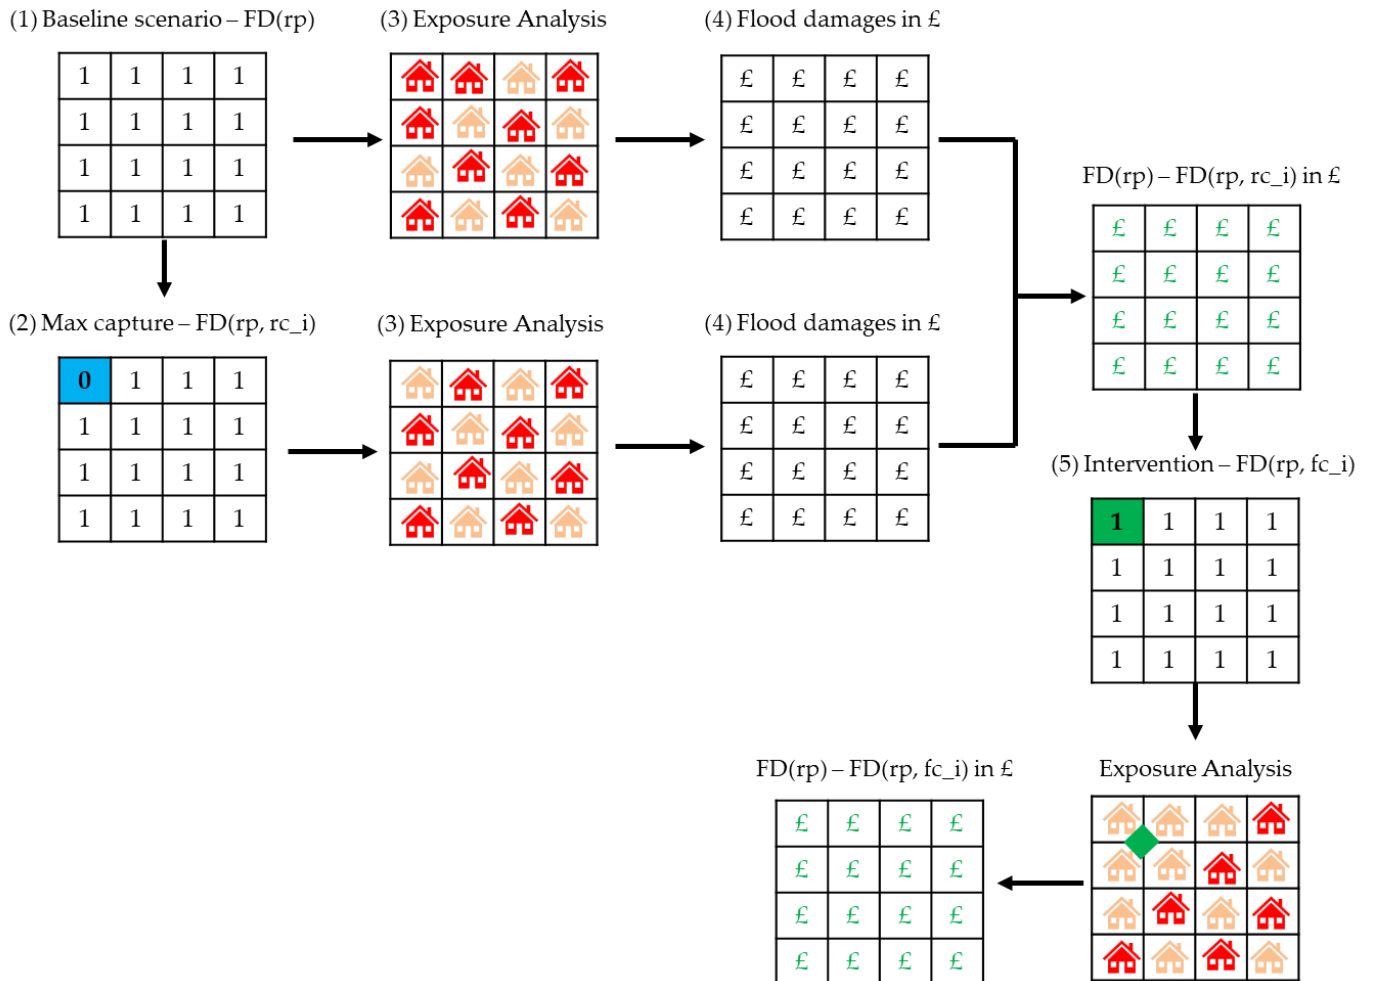 (1) Baseline scenario – FD(rp)
(3) Exposure Analysis
(4) Flood damages in £
1 1 1 1
1 1 1 1
1 1 1 1
1 1 1 1
£ £ £ £
£ £ £ £
£ £ £ £
£ £ £ £
FD(rp) – FD(rp, rc_i) in £
£ £ £ £
£ £ £ £
£ £ £ £
£ £ £ £
(2) Max capture – FD(rp, rc_i)
(3) Exposure Analysis
(4) Flood damages in £
0 1 1 1
1 1 1 1
1 1 1 1
1 1 1 1
£ £ £ £
£ £ £ £
£ £ £ £
£ £ £ £
(5) Intervention – FD(rp, fc_i)
1 1 1 1
1 1 1 1
1 1 1 1
1 1 1 1
FD(rp) – FD(rp, fc_i) in £
Exposure Analysis
£ £ £ £
£ £ £ £
£ £ £ £
£ £ £ £